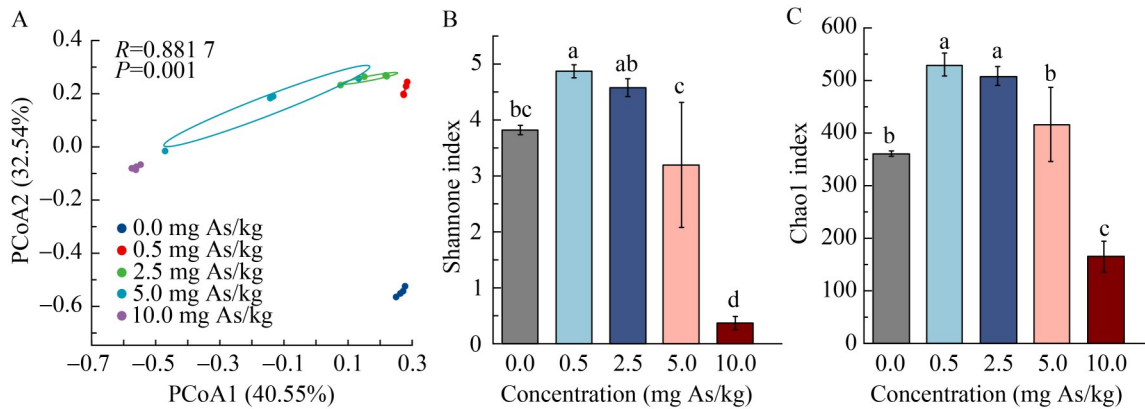 A
R=0.881 7
P=0.001
PCoA2 (32.54%)
0.4
0.2
0.0
−0.2
−0.4
−0.6
0.0 mg As/kg
0.5 mg As/kg
2.5 mg As/kg
5.0 mg As/kg
10.0 mg As/kg
−0.7
−0.5
−0.3
−0.1
0.1
0.3
PCoA1 (40.55%)
B
Shannone index
5
4
3
2
1
0
bc
a
ab
c
d
0.0
0.5
2.5
5.0
10.0
Concentration (mg As/kg)
C
Chao1 index
600
500
400
300
200
100
0
b
a
a
b
c
0.0
0.5
2.5
5.0
10.0
Concentration (mg As/kg)